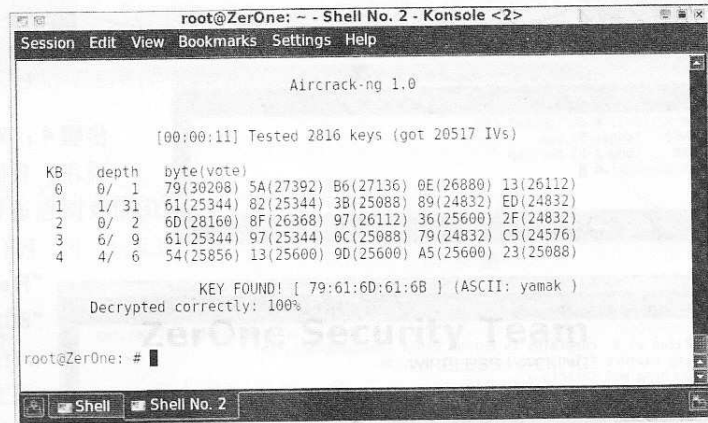 root@ZerOne: ~ - Shell No. 2 - Konsole <2>
Session Edit View Bookmarks Settings Help
Aircrack-ng 1.0
[00:00:11] Tested 2816 keys (got 20517 IVs)
KB depth byte(vote)
0 0/ 1 79(30208) 5A(27392) B6(27136) 0E(26880) 13(26112)
1 1/ 31 61(25344) 82(25344) 3B(25088) 89(24832) ED(24832)
2 0/ 2 6D(28160) 8F(26368) 97(26112) 36(25600) 2F(24832)
3 6/ 9 61(25344) 97(25344) 0C(25088) 79(24832) C5(24576)
4 4/ 6 54(25856) 13(25600) 9D(25600) A5(25600) 23(25088)
KEY FOUND! [ 79:61:6D:61:6B ] (ASCII: yamak )
Decrypted correctly: 100%
ZerOne Security Team
root@ZerOne: #
Shell Shell No. 2